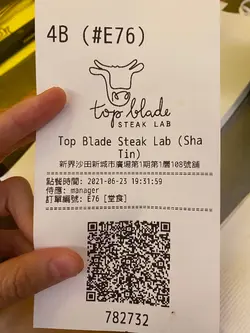 4B (#E76)
top blade
STEAK LAB
Top Blade Steak Lab (Sha
Tin)
新界沙田新城市廣場第1期第1層108號舖
點餐時間: 2021-06-23 19:31:59
侍應: manager
訂單編號: E76 [堂食]
782732